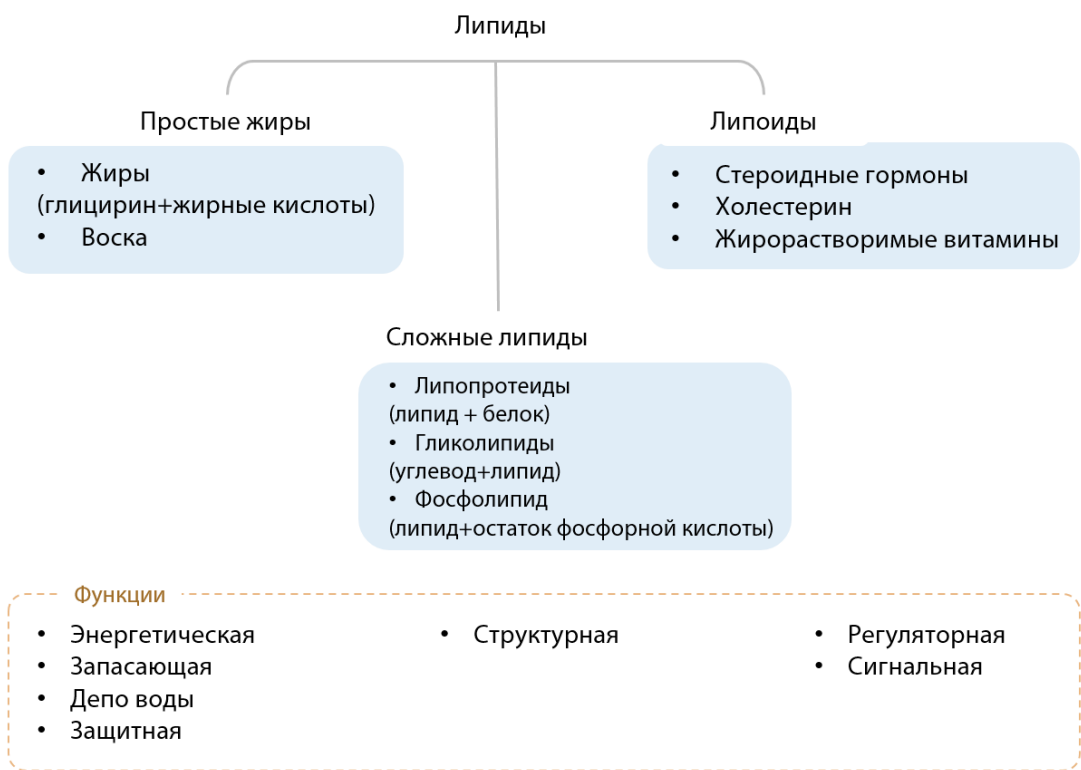 Липиды
Простые жиры
• Жиры
(глицирин+жирные кислоты)
• Воска
Липоиды
• Стероидные гормоны
• Холестерин
• Жирорастворимые витамины
Сложные липиды
• Липопротеиды
(липид + белок)
• Гликолипиды
(углевод+липид)
• Фосфолипид
(липид+остаток фосфорной кислоты)
Функции
• Энергетическая
• Запасающая
• Депо воды
• Защитная
• Структурная
• Регуляторная
• Сигнальная